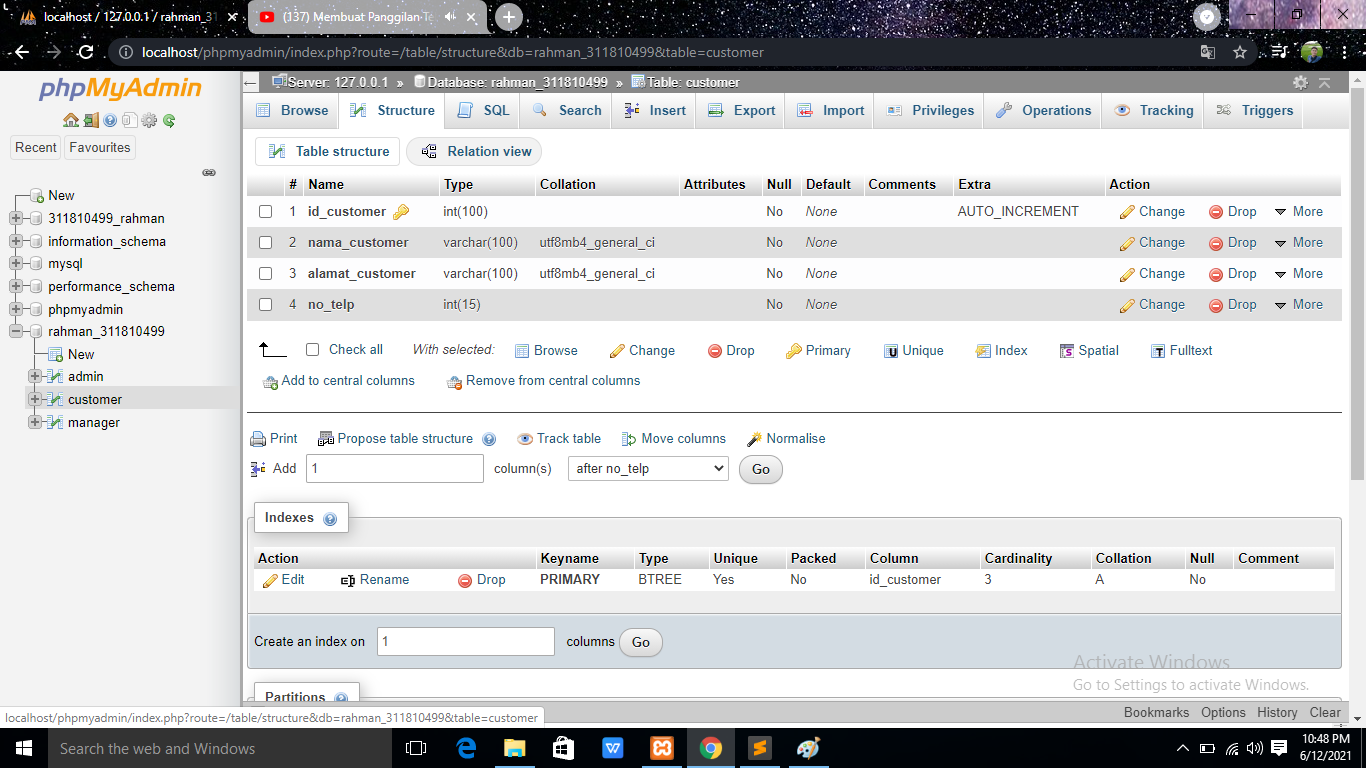 localhost / 127.0.0.1 / rahman_31
(137) Membuat Panggilan Te
localhost/phpmyadmin/index.php?route=/table/structure&db=rahman_311810499&table=customer
phpMyAdmin
Recent Favourites
New
311810499_rahman
information_schema
mysql
performance_schema
phpmyadmin
rahman_311810499
New
admin
customer
manager
Server: 127.0.0.1 » Database: rahman_311810499 » Table: customer
Browse Structure SQL Search Insert Export Import Privileges Operations Tracking Triggers
Table structure Relation view
# Name Type Collation Attributes Null Default Comments Extra Action
1 id_customer int(100) No None AUTO_INCREMENT Change Drop More
2 nama_customer varchar(100) utf8mb4_general_ci No None Change Drop More
3 alamat_customer varchar(100) utf8mb4_general_ci No None Change Drop More
4 no_telp int(15) No None Change Drop More
Check all With selected: Browse Change Drop Primary Unique Index Spatial Fulltext
Add to central columns Remove from central columns
Print Propose table structure Track table Move columns Normalise
Add 1 column(s) after no_telp Go
Indexes
Action Keyname Type Unique Packed Column Cardinality Collation Null Comment
Edit Rename Drop PRIMARY BTREE Yes No id_customer 3 A No
Create an index on 1 columns Go
Partitions
Activate Windows
Go to Settings to activate Windows.
localhost/phpmyadmin/index.php?route=/table/structure&db=rahman_311810499&table=customer
Bookmarks Options History Clear
Search the web and Windows
10:48 PM
6/12/2021